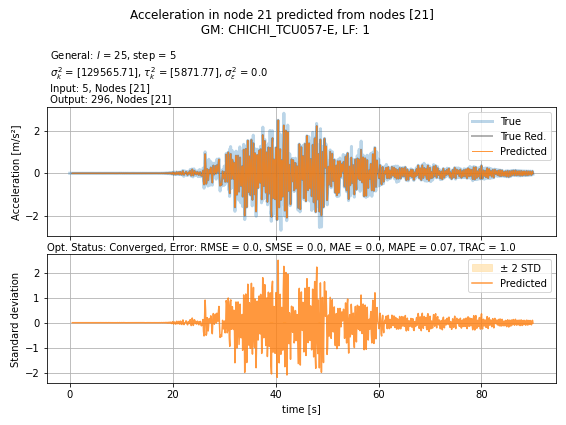 Acceleration in node 21 predicted from nodes [21]
GM: CHICHI_TCU057-E, LF: 1
General: l = 25, step = 5
σ²ₖ = [129565.71], τ²ₖ = [5871.77], σ²ε = 0.0
Input: 5, Nodes [21]
Output: 296, Nodes [21]
Acceleration [m/s²]
2
0
−2
True
True Red.
Predicted
Opt. Status: Converged, Error: RMSE = 0.0, SMSE = 0.0, MAE = 0.0, MAPE = 0.07, TRAC = 1.0
Standard deviation
2
1
0
−1
−2
± 2 STD
Predicted
0 20 40 60 80
time [s]